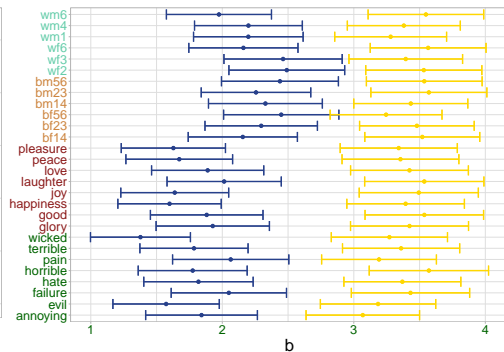 wm6
wm4
wm1
wf6
wf3
wf2
bm56
bm23
bm14
bf56
bf23
bf14
pleasure
peace
love
laughter
joy
happiness
good
glory
wicked
terrible
pain
horrible
hate
failure
evil
annoying
1 2 3 4
b